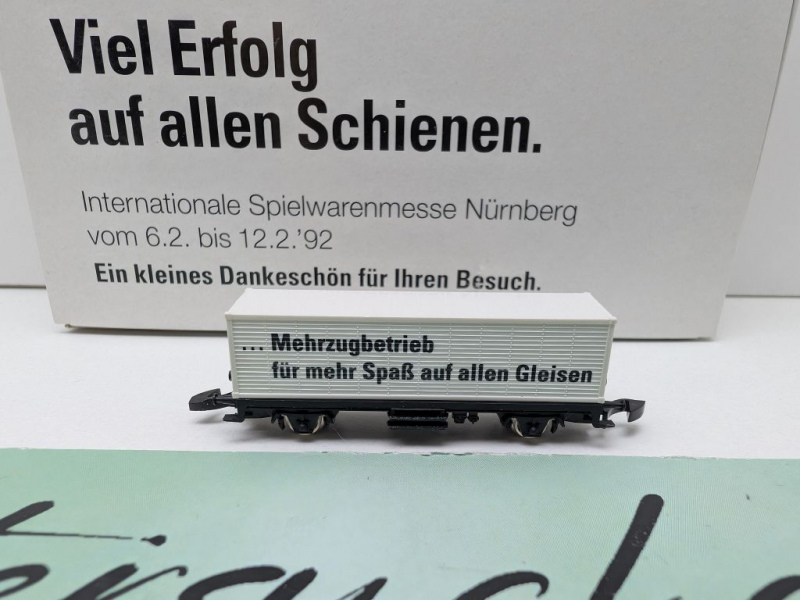 Viel Erfolg
auf allen Schienen.
Internationale Spielwarenmesse Nürnberg
vom 6.2. bis 12.2.'92
Ein kleines Dankeschön für Ihren Besuch.
... Mehrzugbetrieb
für mehr Spaß auf allen Gleisen